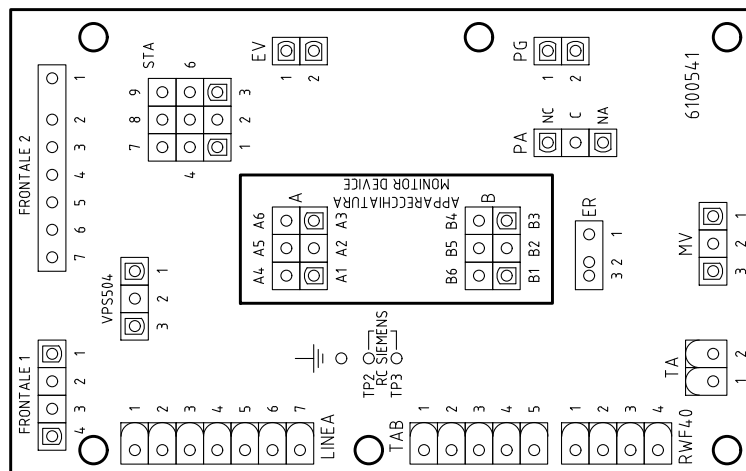 FRONTALE 2
1
2
3
4
5
6
7
STA
9
6
3
8
2
7
4
1
EV
1
2
PG
1
2
PA
NC
C
NA
6100541
APPARECCHIATURA
MONITOR DEVICE
A
A6
A5
A4
A3
A2
A1
B
B4
B5
B6
B3
B2
B1
ER
1
2
3
MV
1
2
3
VPS504
1
2
3
FRONTALE 1
1
2
3
4
TP2
RC SIEMENS
TP3
TA
1
2
LINEA
1
2
3
4
5
6
7
TAB
1
2
3
4
5
RWF40
1
2
3
4